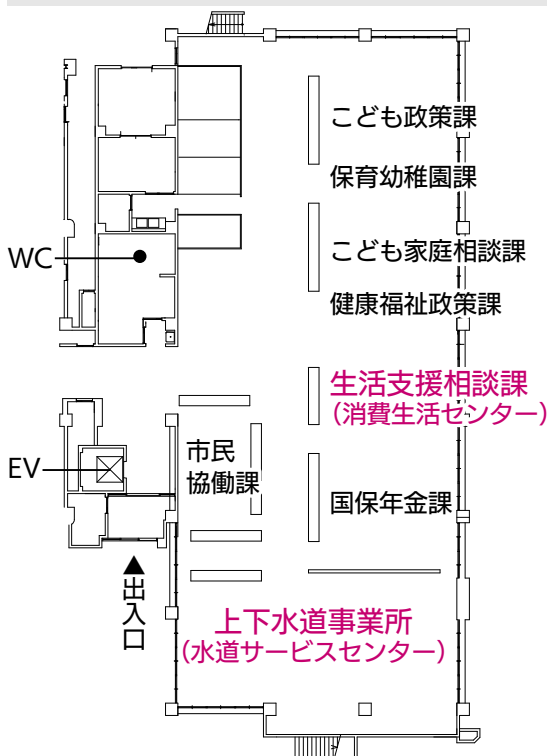 こども政策課
保育幼稚園課
こども家庭相談課
WC
健康福祉政策課
生活支援相談課
（消費生活センター）
市民
協働課
EV
国保年金課
▲出入口
上下水道事業所
（水道サービスセンター）